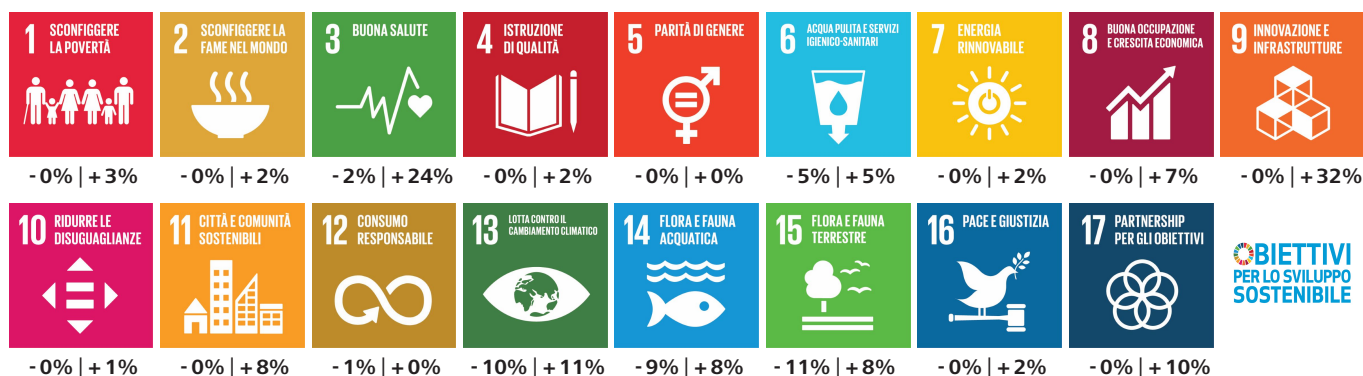 1 SCONFIGGERE
LA POVERTÀ
2 SCONFIGGERE LA
FAME NEL MONDO
3 BUONA SALUTE
4 ISTRUZIONE
DI QUALITÀ
5 PARITÀ DI GENERE
6 ACQUA PULITA E SERVIZI
IGIENICO-SANITARI
7 ENERGIA
RINNOVABILE
8 BUONA OCCUPAZIONE
E CRESCITA ECONOMICA
9 INNOVAZIONE E
INFRASTRUTTURE
-0% | +3%
-0% | +2%
-2% | +24%
-0% | +2%
-0% | +0%
-5% | +5%
-0% | +2%
-0% | +7%
-0% | +32%
10 RIDURRE LE
DISUGUAGLIANZE
11 CITTÀ E COMUNITÀ
SOSTENIBILI
12 CONSUMO
RESPONSABILE
13 LOTTA CONTRO IL
CAMBIAMENTO CLIMATICO
14 FLORA E FAUNA
ACQUATICA
15 FLORA E FAUNA
TERRESTRE
16 PACE E GIUSTIZIA
17 PARTNERSHIP
PER GLI OBIETTIVI
OBIETTIVI
PER LO SVILUPPO
SOSTENIBILE
-0% | +1%
-0% | +8%
-1% | +0%
-10% | +11%
-9% | +8%
-11% | +8%
-0% | +2%
-0% | +10%